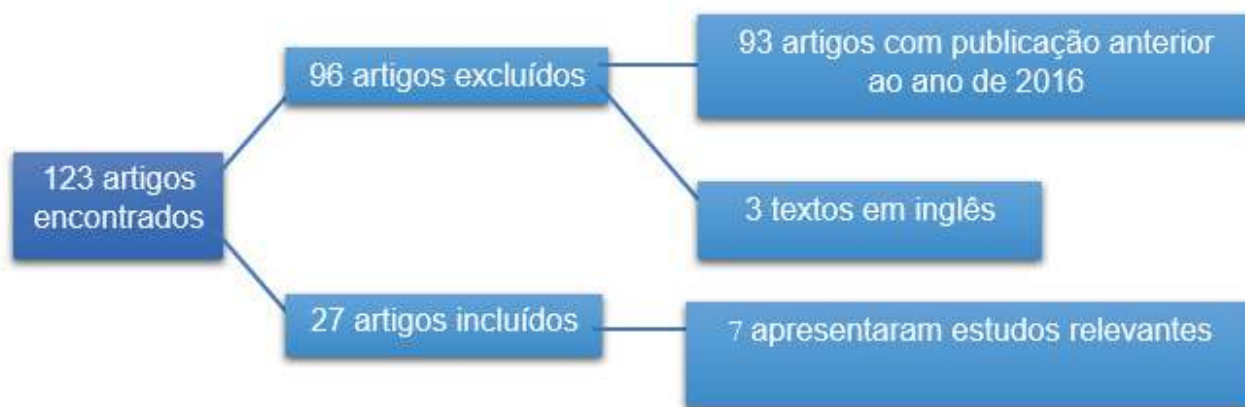 123 artigos
encontrados
96 artigos excluídos
93 artigos com publicação anterior
ao ano de 2016
3 textos em inglês
27 artigos incluídos
7 apresentaram estudos relevantes